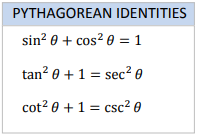 PYTHAGOREAN IDENTITIES
sin² θ + cos² θ = 1
tan² θ + 1 = sec² θ
cot² θ + 1 = csc² θ